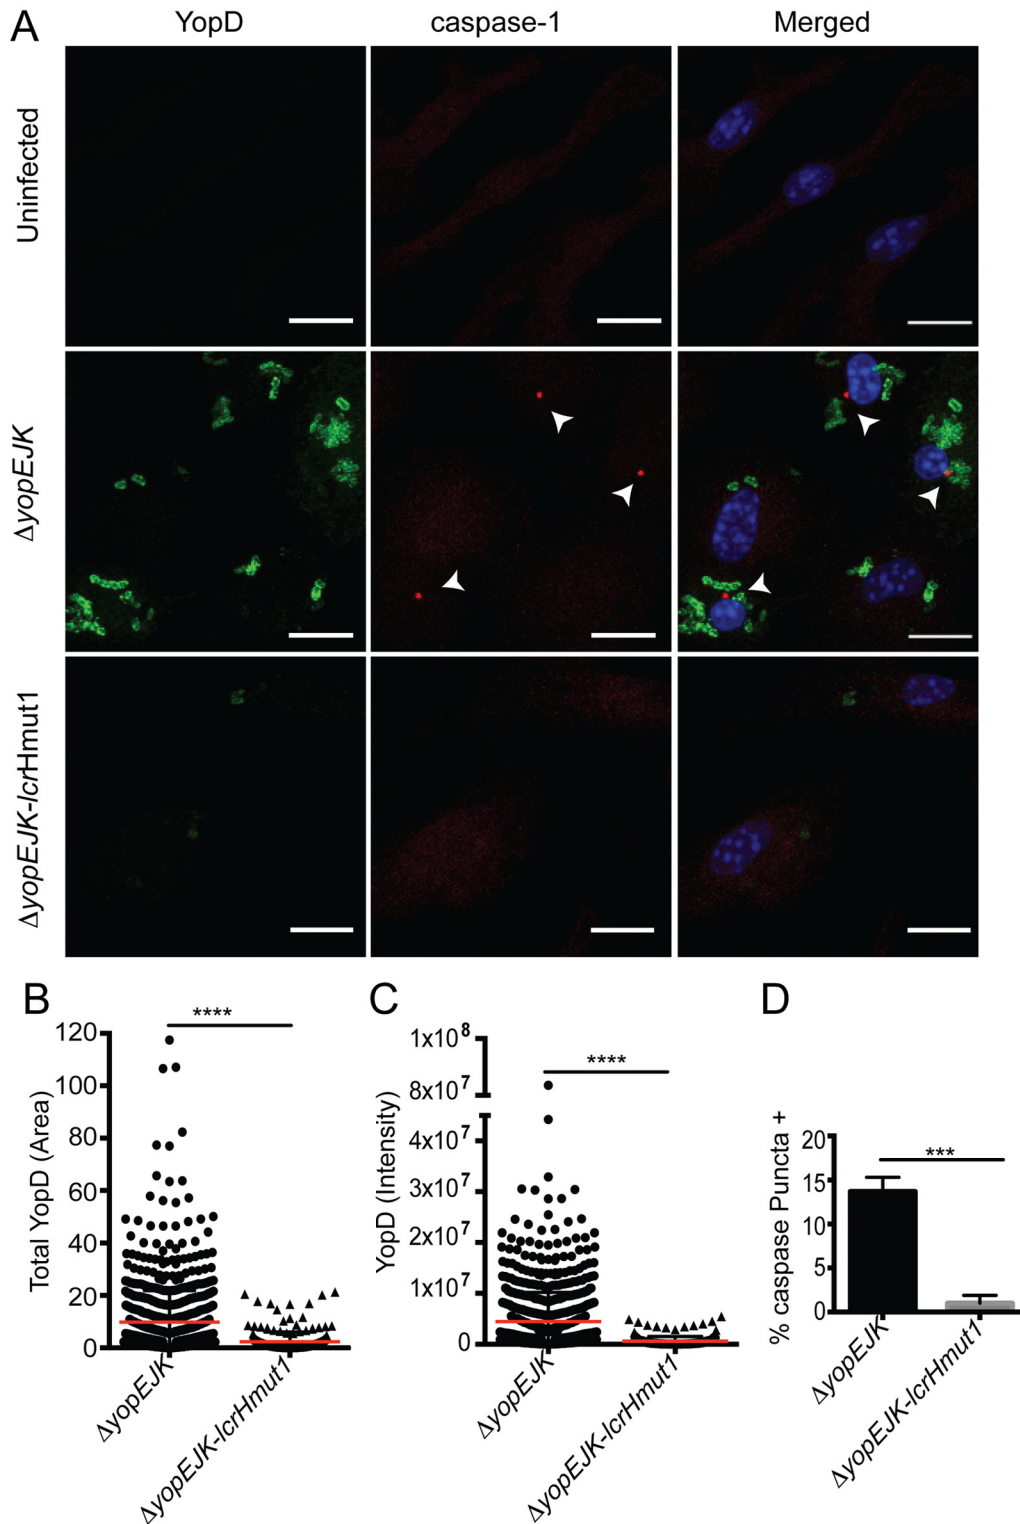 A
YopD
caspase-1
Merged
Uninfected
ΔyopEJK
ΔyopEJK-lcrHmut1
B
****
Total YopD (Area)
120
100
80
60
40
20
0
ΔyopEJK
ΔyopEJK-lcrHmut1
C
****
YopD (Intensity)
1x10⁸
8x10⁷
4x10⁷
3x10⁷
2x10⁷
1x10⁷
0
ΔyopEJK
ΔyopEJK-lcrHmut1
D
***
% caspase Puncta +
20
15
10
5
0
ΔyopEJK
ΔyopEJK-lcrHmut1